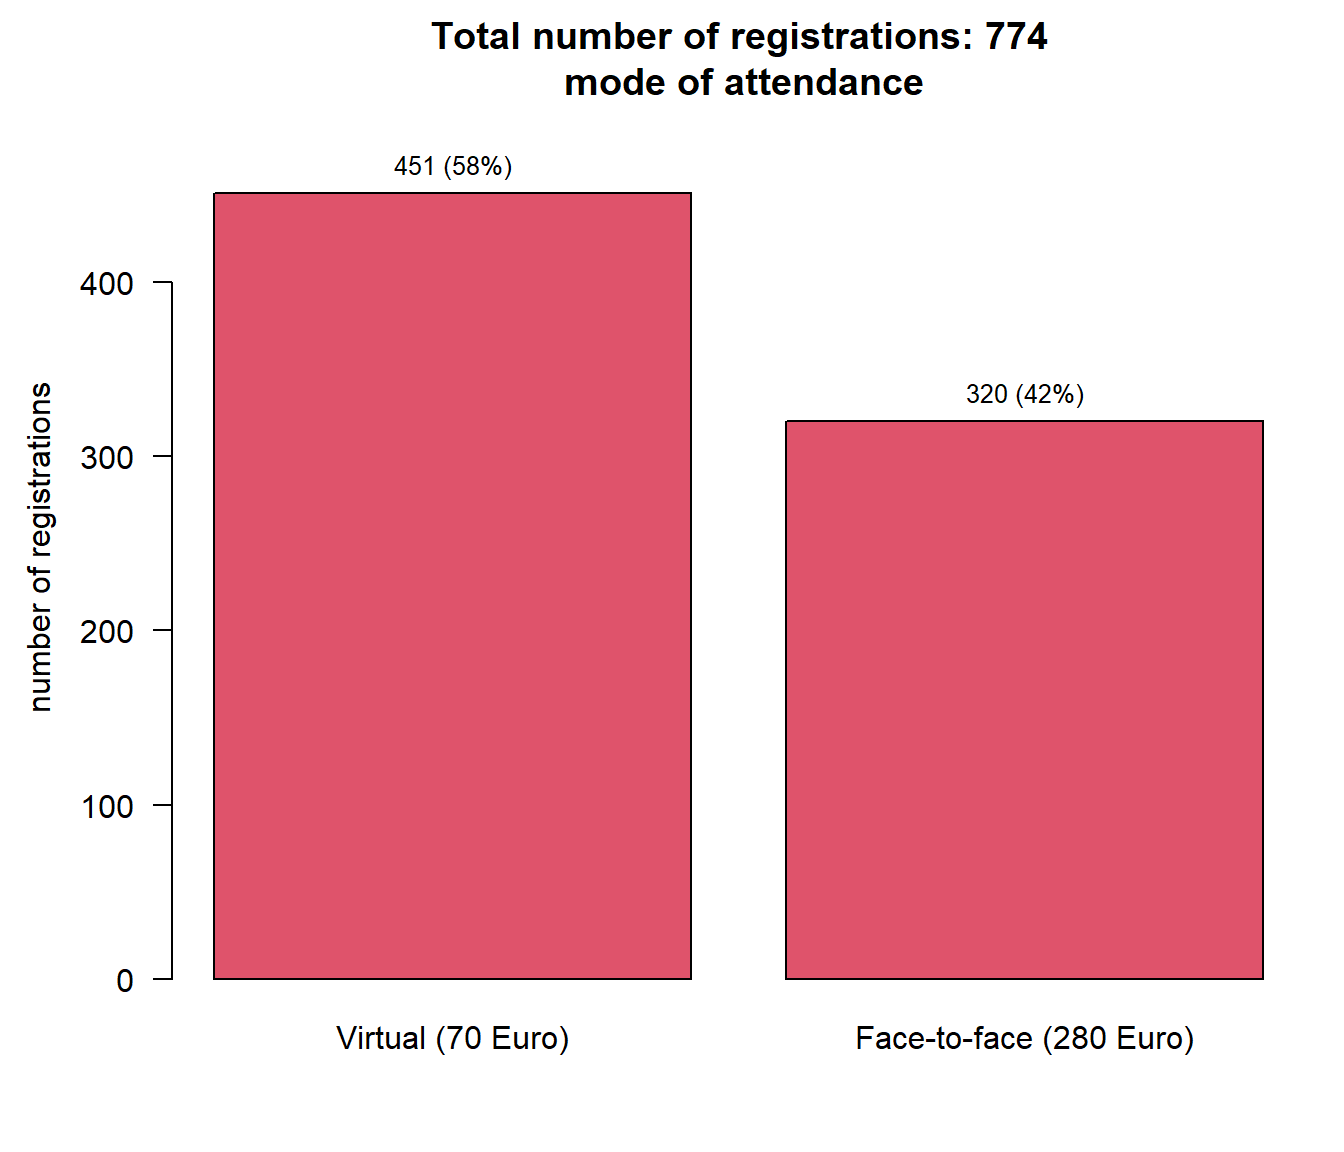 Total number of registrations: 774
mode of attendance
451 (58%)
320 (42%)
number of registrations
400
300
200
100
0
Virtual (70 Euro)
Face-to-face (280 Euro)